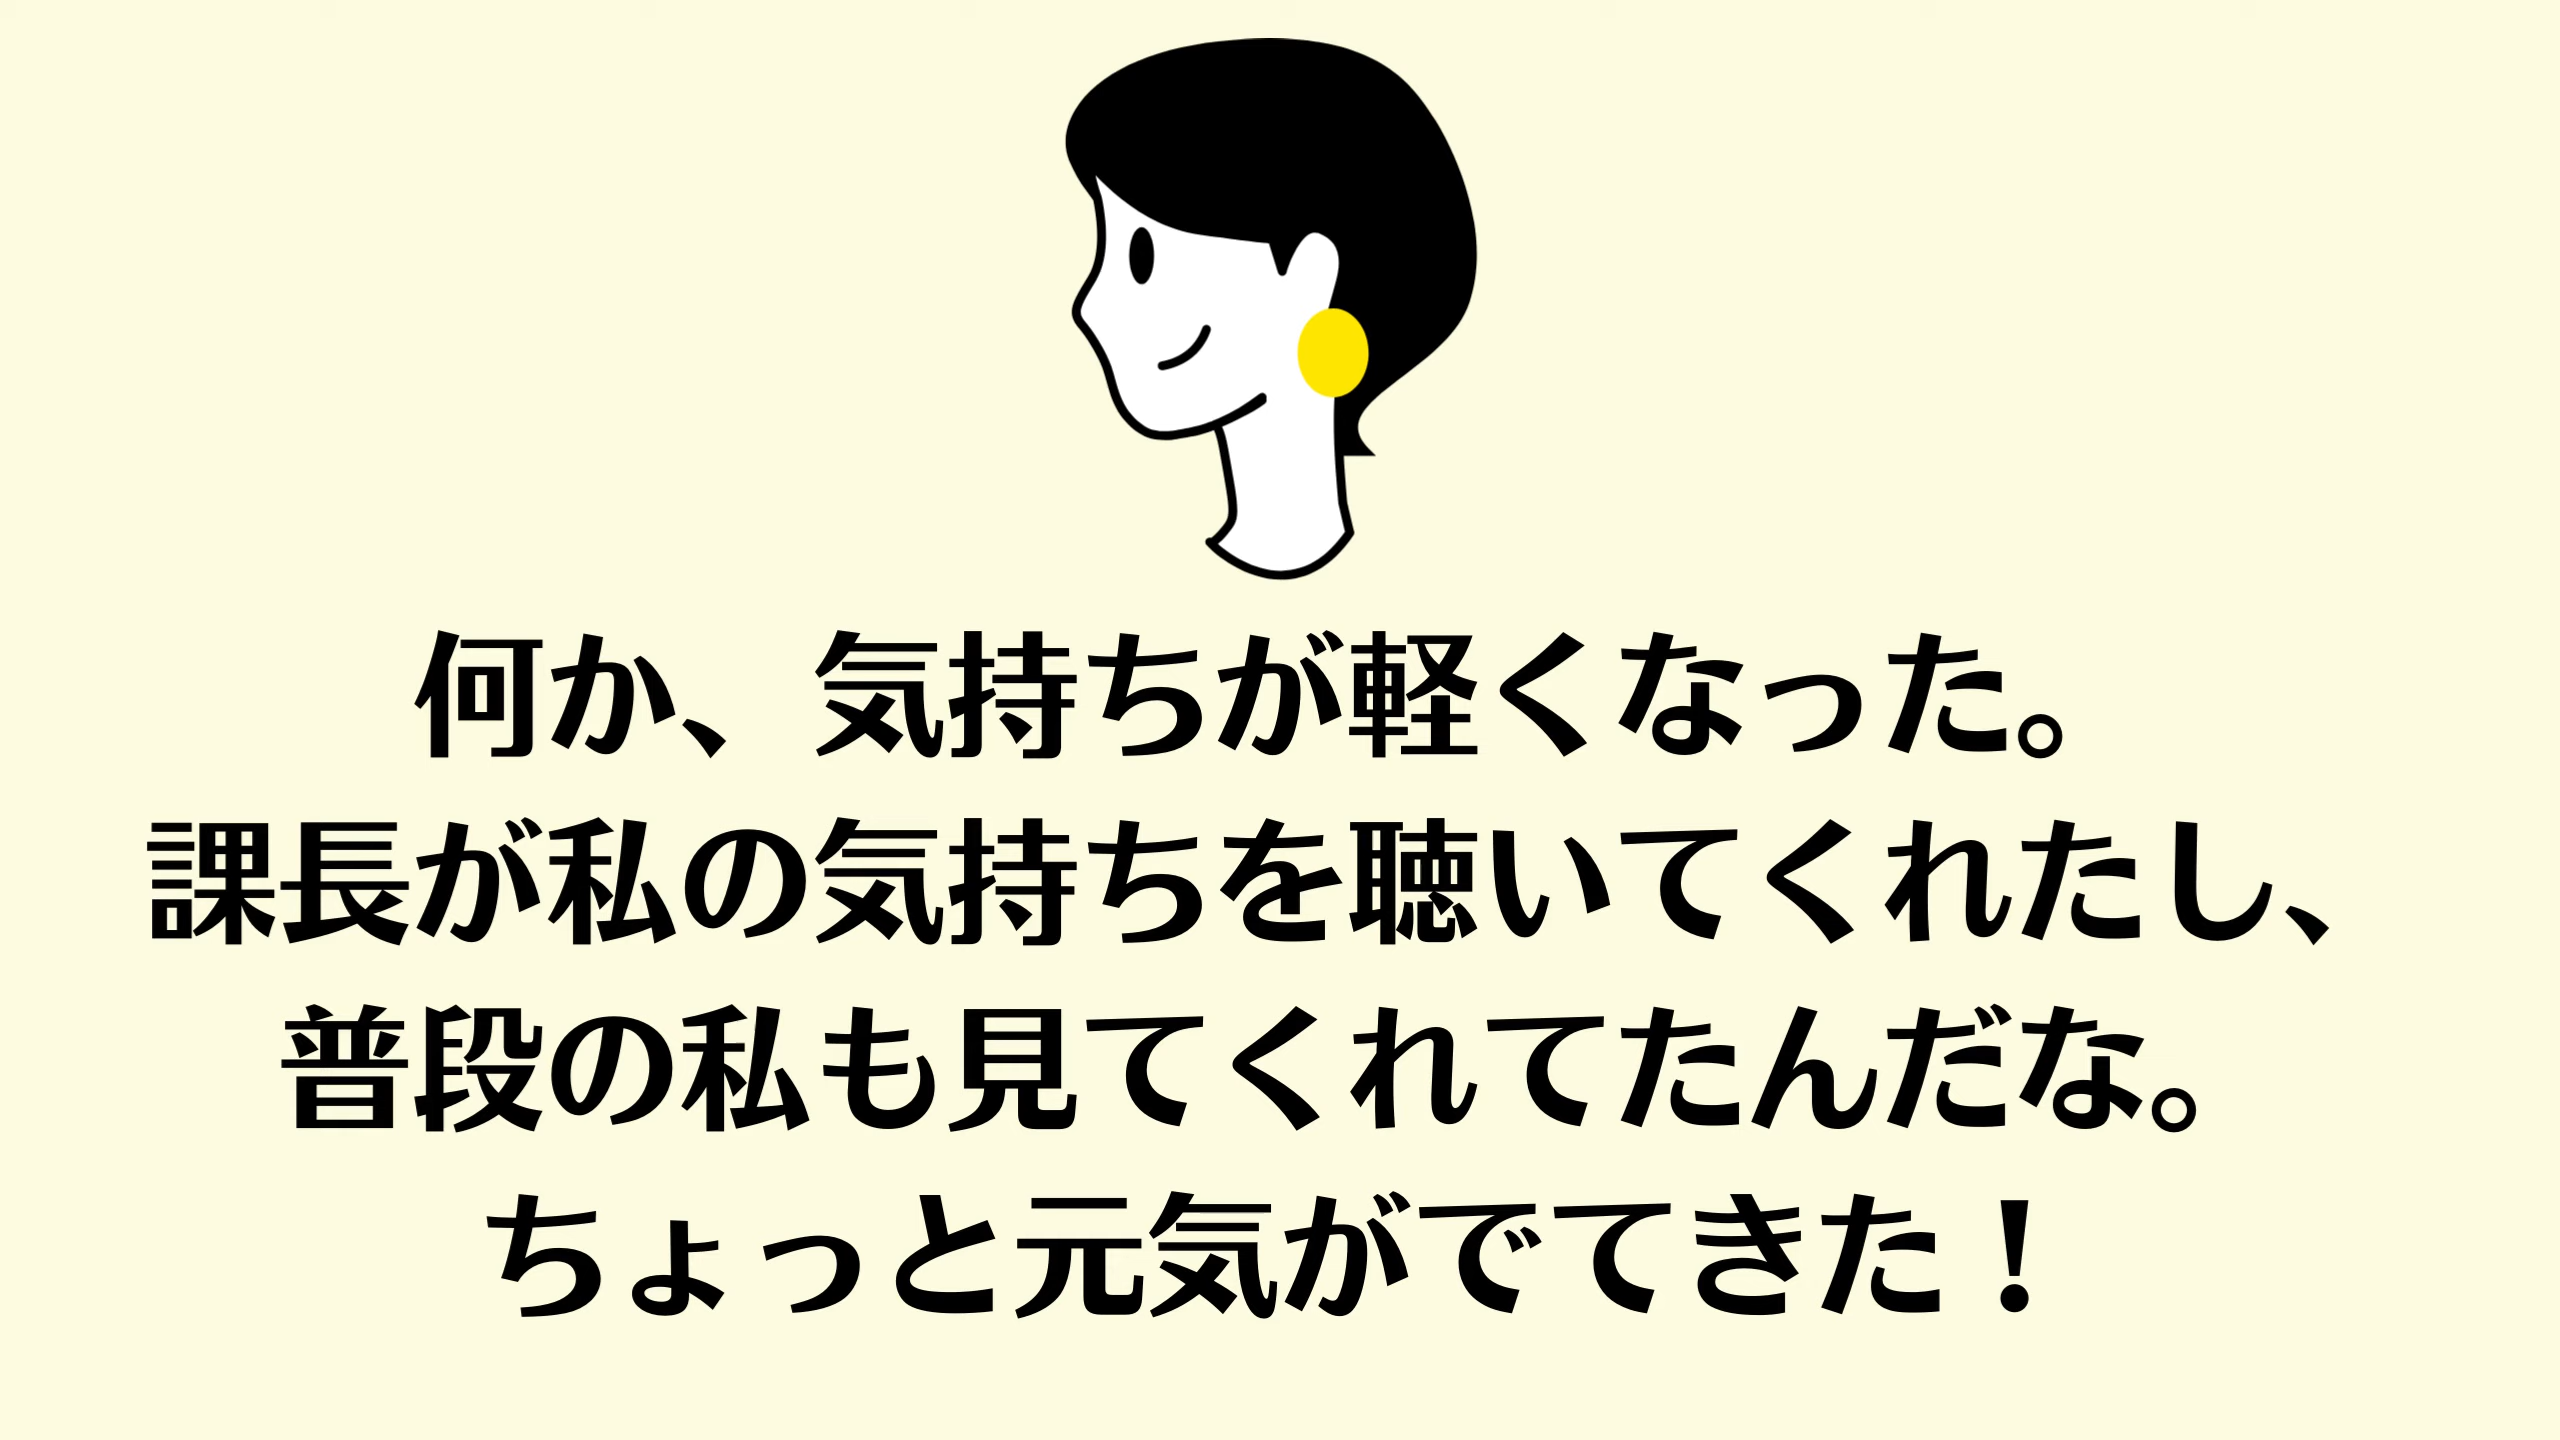 何か、気持ちが軽くなった。
課長が私の気持ちを聴いてくれたし、
普段の私も見てくれてたんだな。
ちょっと元気がでてきた！